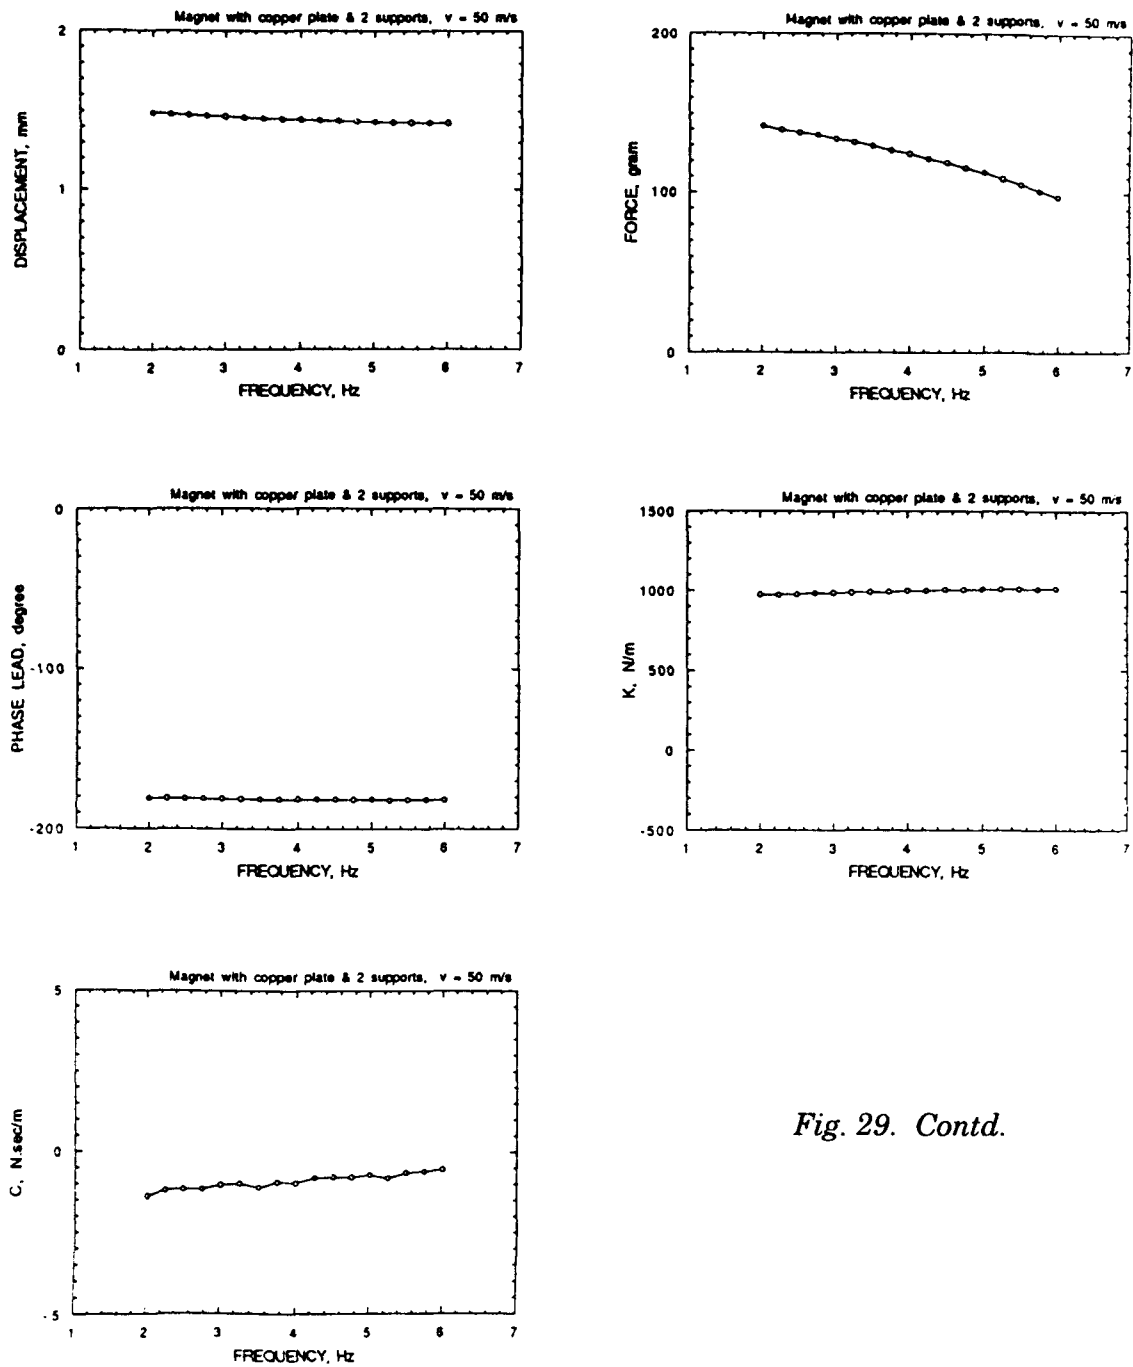 Magnet with copper plate & 2 supports, v = 50 m/s
2
1
0
DISPLACEMENT, mm
1 2 3 4 5 6 7
FREQUENCY, Hz
Magnet with copper plate & 2 supports, v = 50 m/s
200
100
0
FORCE, gram
1 2 3 4 5 6 7
FREQUENCY, Hz
Magnet with copper plate & 2 supports, v = 50 m/s
0
-100
-200
PHASE LEAD, degree
1 2 3 4 5 6 7
FREQUENCY, Hz
Magnet with copper plate & 2 supports, v = 50 m/s
1500
1000
500
0
-500
K, N/m
1 2 3 4 5 6 7
FREQUENCY, Hz
Magnet with copper plate & 2 supports, v = 50 m/s
5
0
-5
C, N.sec/m
1 2 3 4 5 6 7
FREQUENCY, Hz
Fig. 29. Contd.